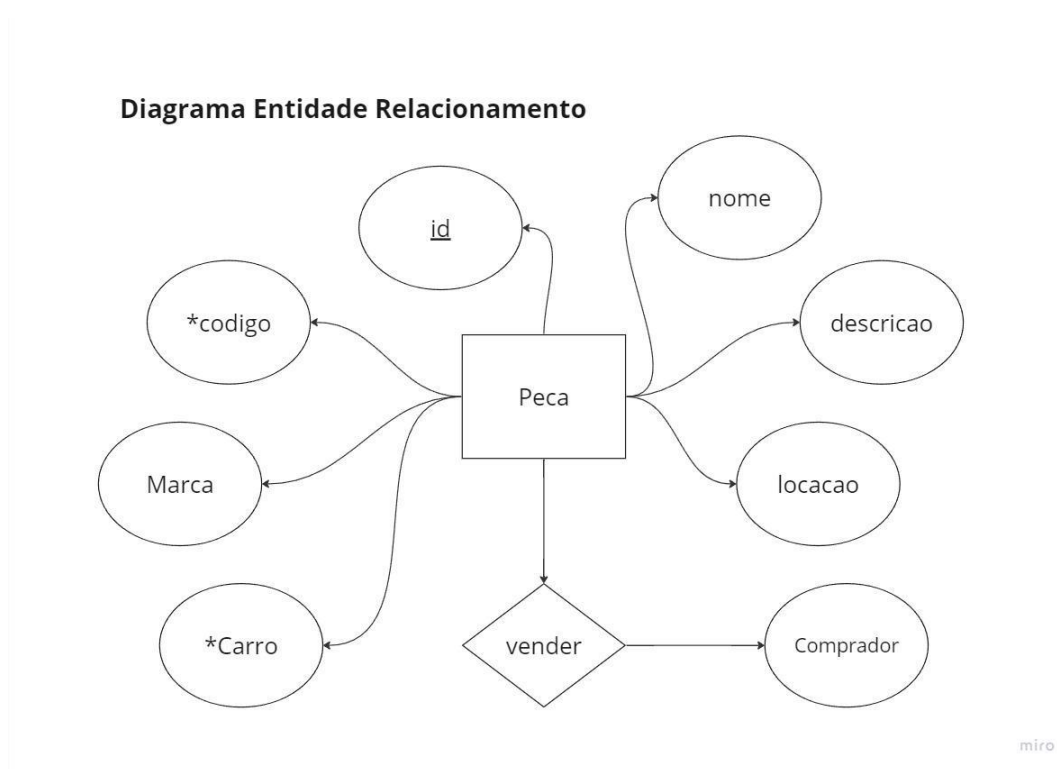 Diagrama Entidade Relacionamento
nome
id
*codigo
descricao
Peca
Marca
locacao
*Carro
vender
Comprador
miro